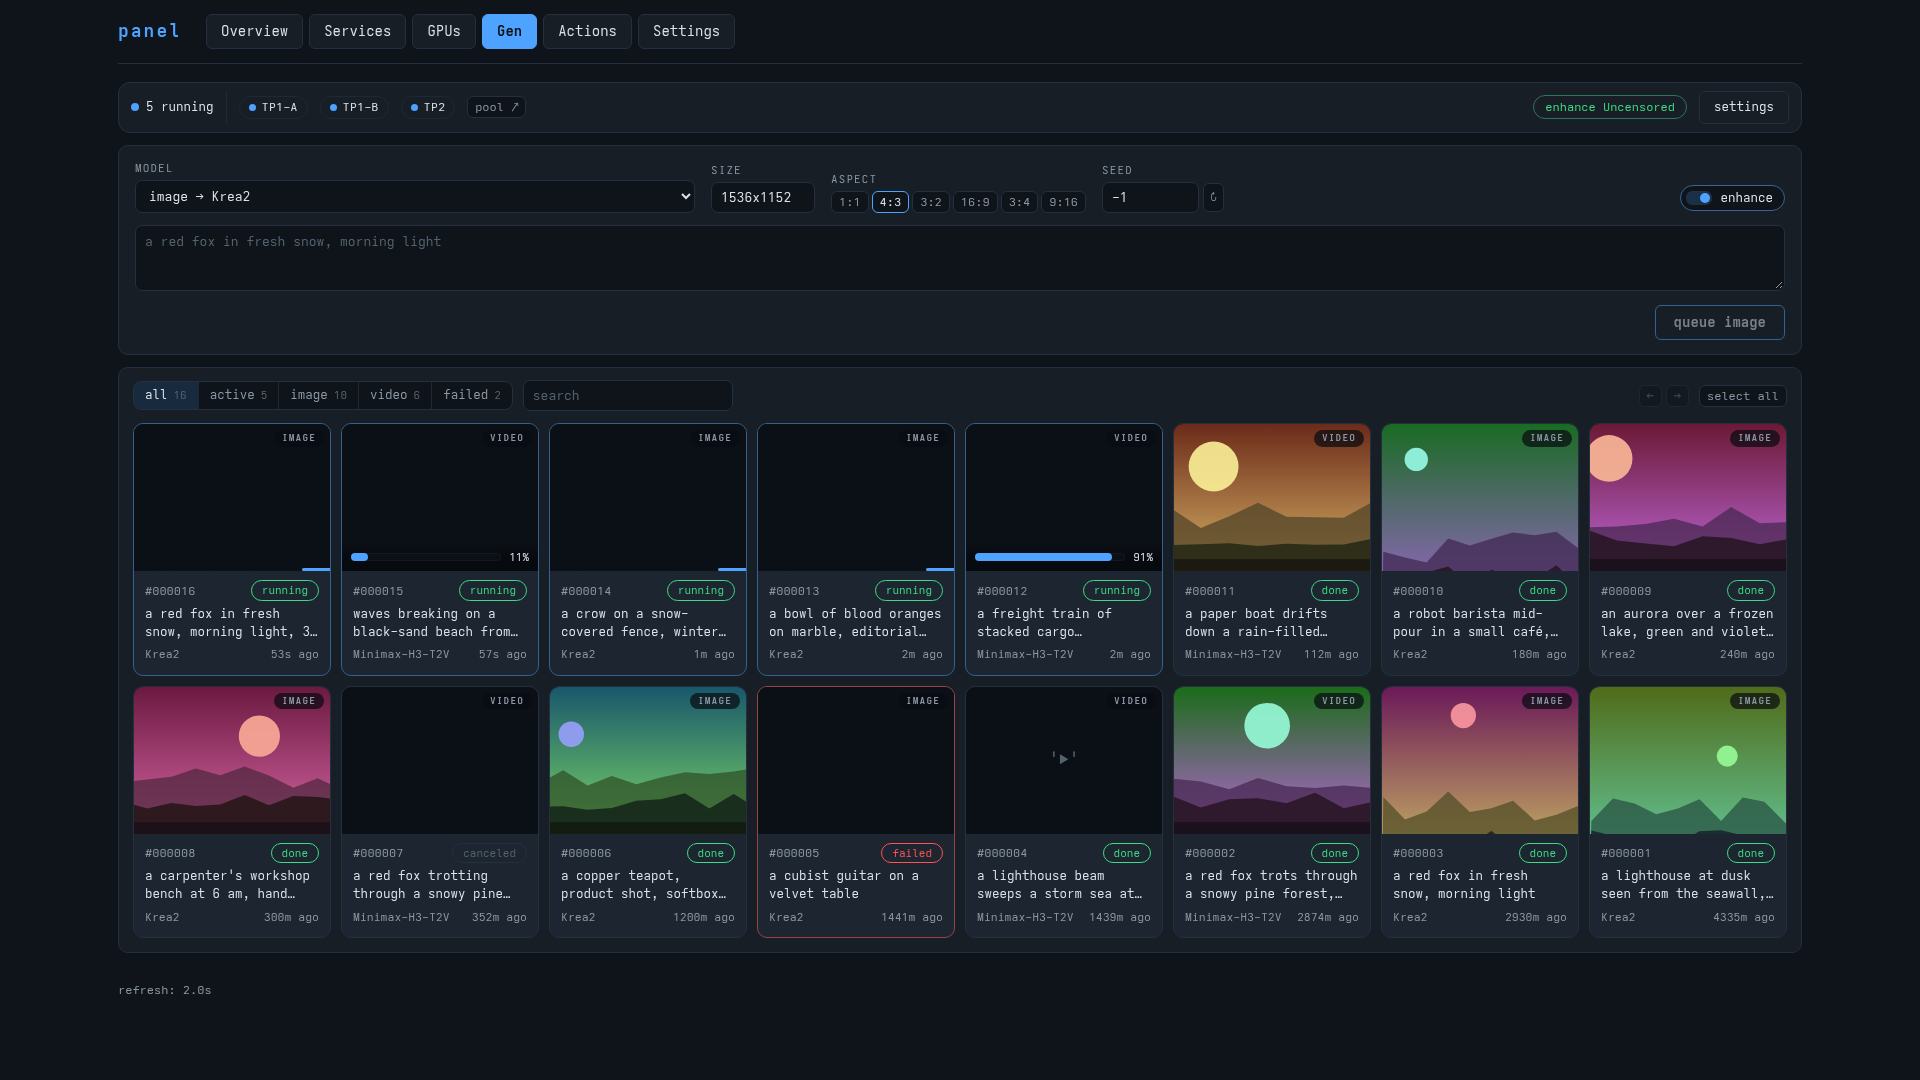 panel Overview Services GPUs Gen Actions Settings
5 running TP1-A TP1-B TP2 pool ↗ enhance Uncensored settings
MODEL SIZE ASPECT SEED
image → Krea2 1536x1152 1:1 4:3 3:2 16:9 3:4 9:16 -1 ↻ enhance
a red fox in fresh snow, morning light
queue image
all 16 active 5 image 10 video 6 failed 2 search ← → select all
IMAGE
#000016 running
a red fox in fresh
snow, morning light, 3…
Krea2 53s ago
VIDEO
11%
#000015 running
waves breaking on a
black-sand beach from…
Minimax-H3-T2V 57s ago
IMAGE
#000014 running
a crow on a snow-
covered fence, winter…
Krea2 1m ago
IMAGE
#000013 running
a bowl of blood oranges
on marble, editorial…
Krea2 2m ago
VIDEO
91%
#000012 running
a freight train of
stacked cargo…
Minimax-H3-T2V 2m ago
VIDEO
#000011 done
a paper boat drifts
down a rain-filled…
Minimax-H3-T2V 112m ago
IMAGE
#000010 done
a robot barista mid-
pour in a small café,…
Krea2 180m ago
IMAGE
#000009 done
an aurora over a frozen
lake, green and violet…
Krea2 240m ago
IMAGE
#000008 done
a carpenter's workshop
bench at 6 am, hand…
Krea2 300m ago
VIDEO
#000007 canceled
a red fox trotting
through a snowy pine…
Minimax-H3-T2V 352m ago
IMAGE
#000006 done
a copper teapot,
product shot, softbox…
Krea2 1200m ago
IMAGE
#000005 failed
a cubist guitar on a
velvet table
Krea2 1441m ago
VIDEO
'▶'
#000004 done
a lighthouse beam
sweeps a storm sea at…
Minimax-H3-T2V 1439m ago
VIDEO
#000002 done
a red fox trots through
a snowy pine forest,…
Minimax-H3-T2V 2874m ago
IMAGE
#000003 done
a red fox in fresh
snow, morning light
Krea2 2930m ago
IMAGE
#000001 done
a lighthouse at dusk
seen from the seawall,…
Krea2 4335m ago
refresh: 2.0s